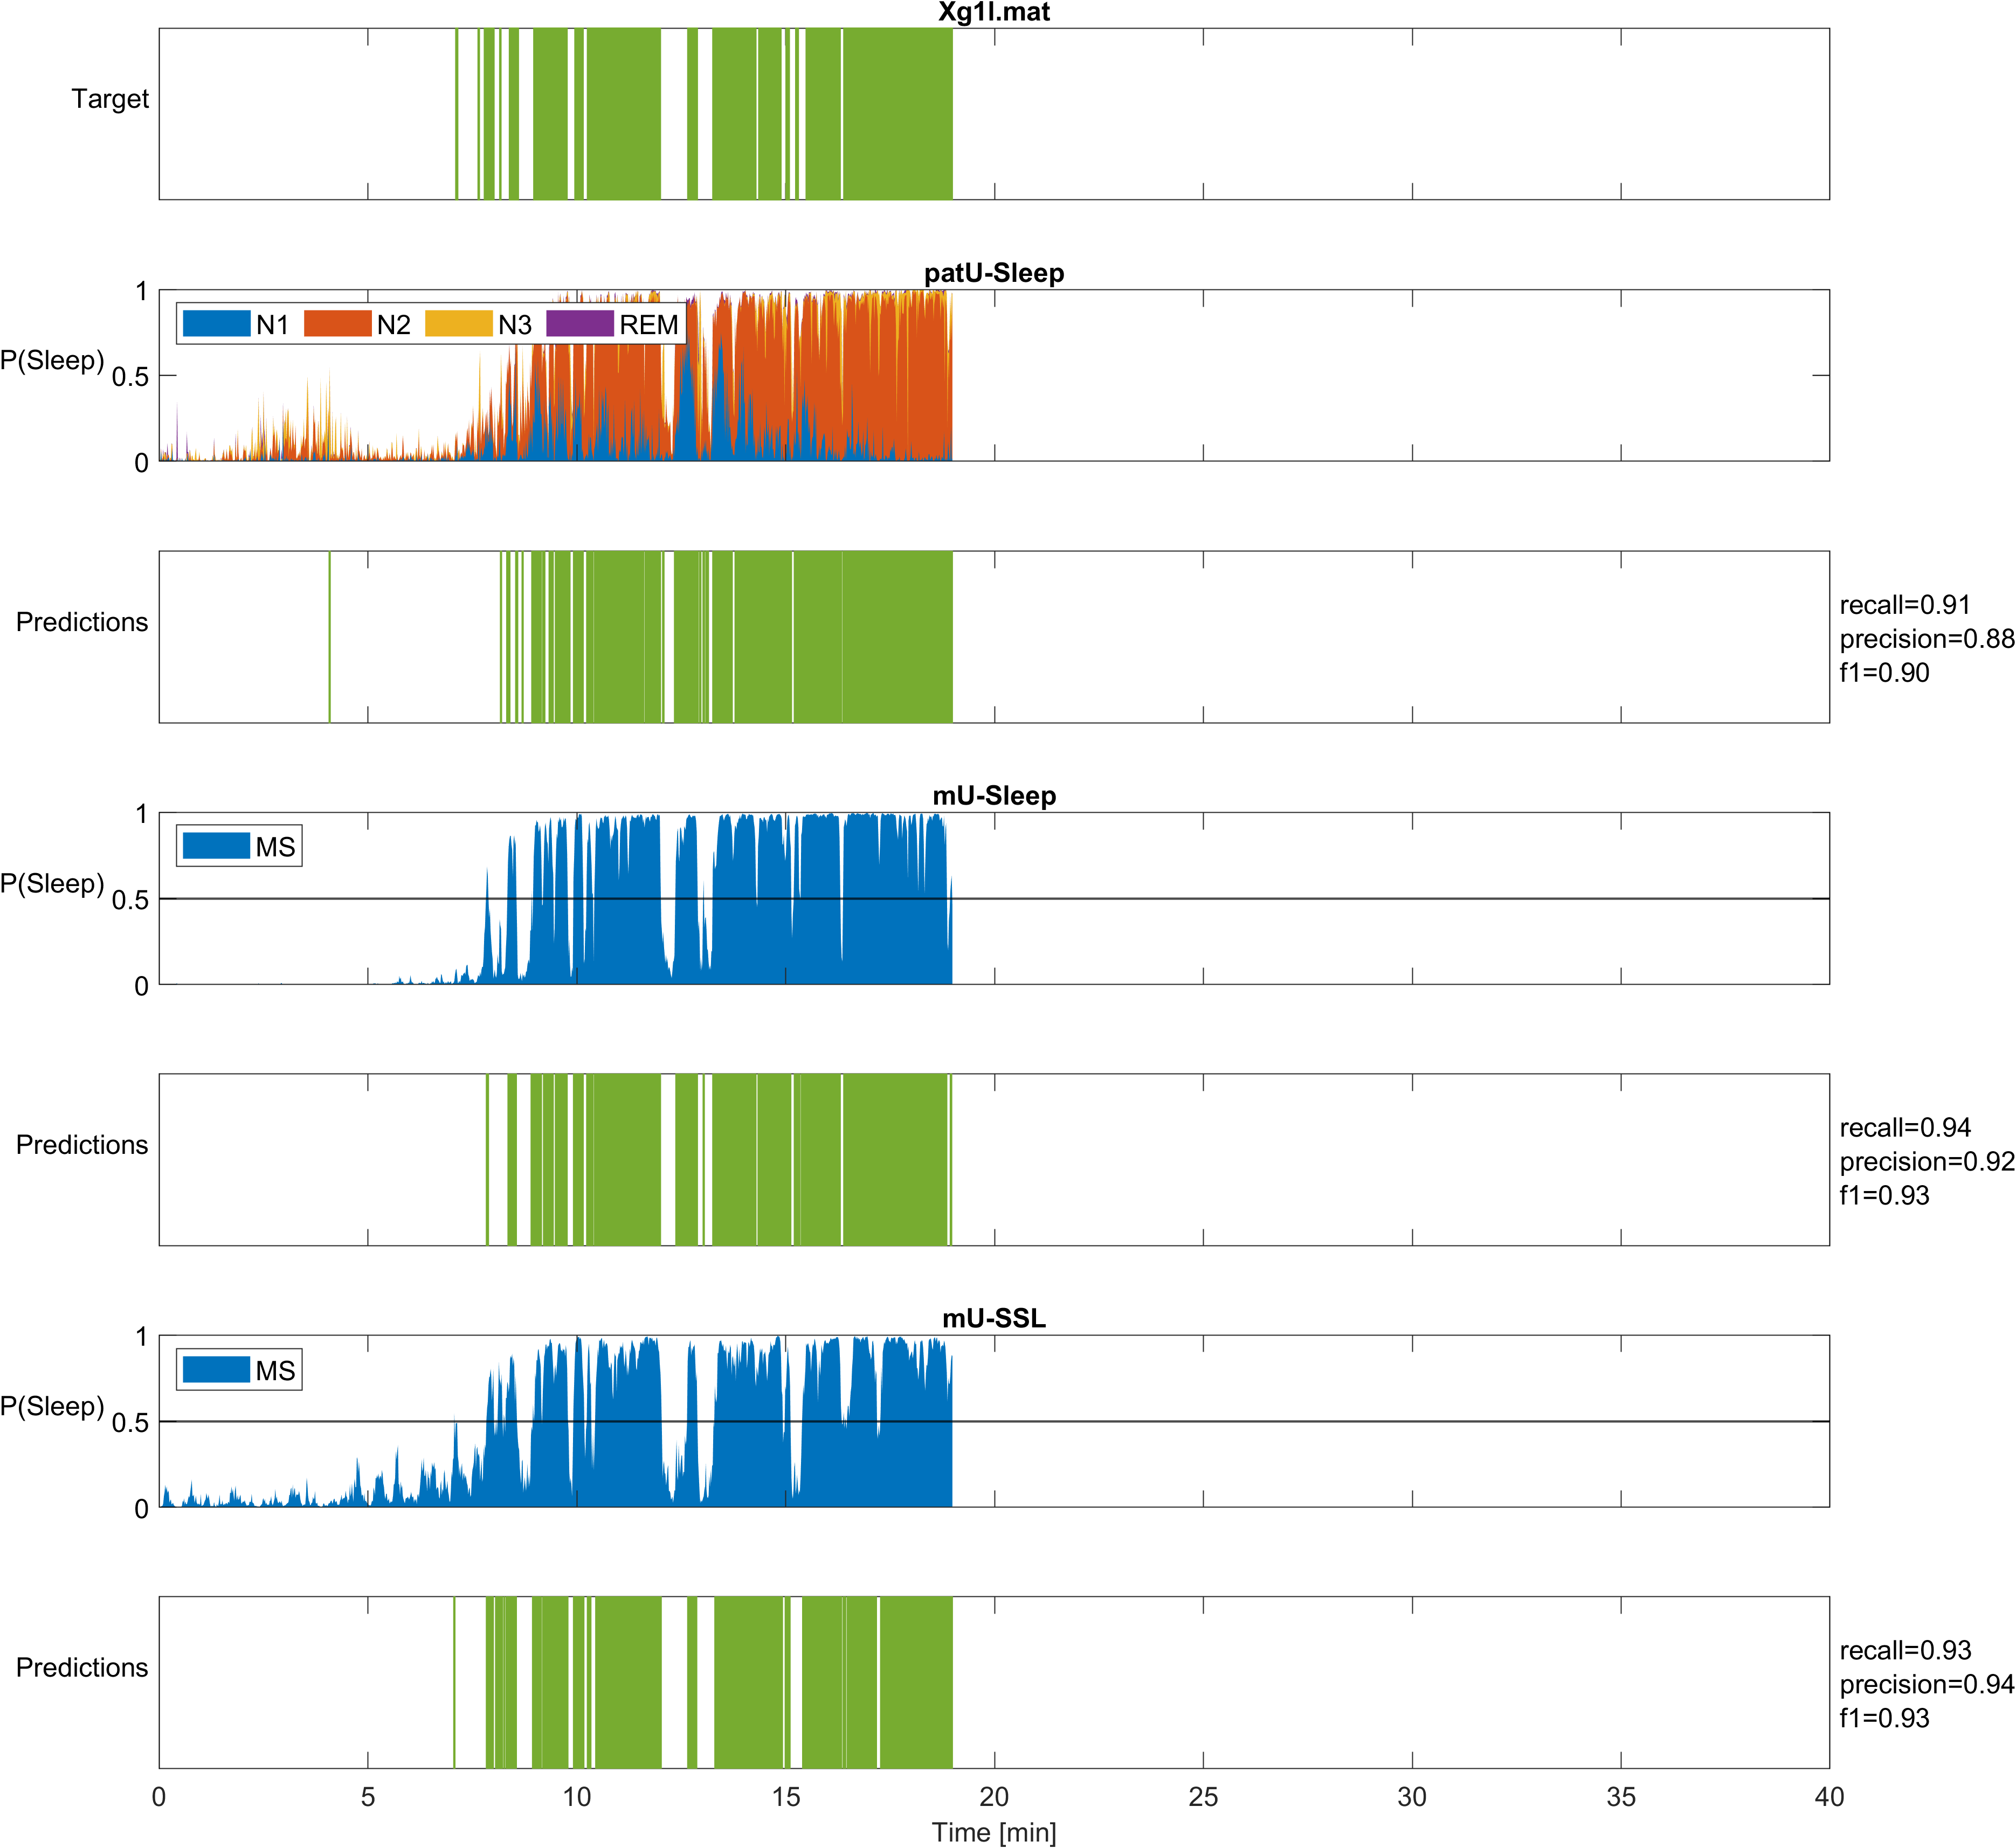 Xg1l.mat
Target
patU-Sleep
1
N1 N2 N3 REM
P(Sleep)
0.5
0
Predictions
recall=0.91
precision=0.88
f1=0.90
mU-Sleep
1
MS
P(Sleep)
0.5
0
Predictions
recall=0.94
precision=0.92
f1=0.93
mU-SSL
1
MS
P(Sleep)
0.5
0
Predictions
recall=0.93
precision=0.94
f1=0.93
0 5 10 15 20 25 30 35 40
Time [min]